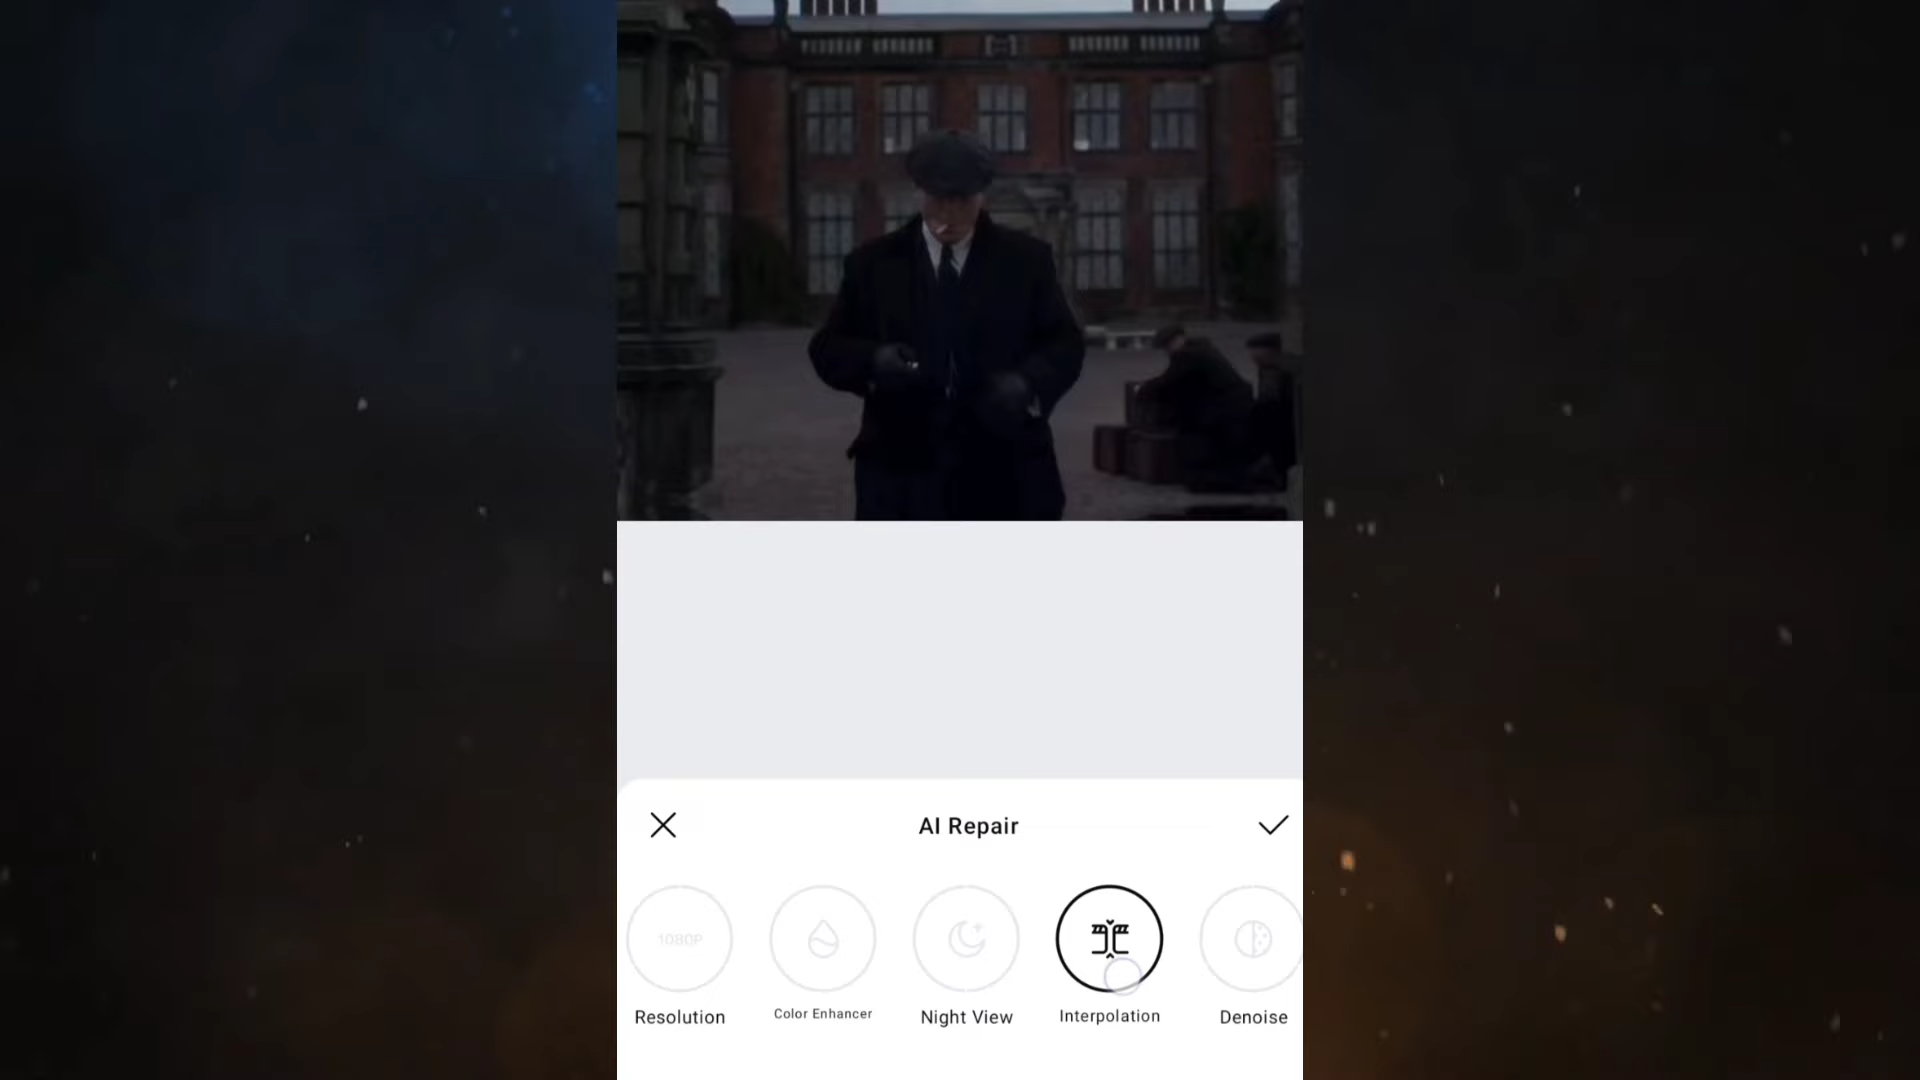 AI Repair
1080P
Resolution
Color Enhancer
Night View
Interpolation
Denoise